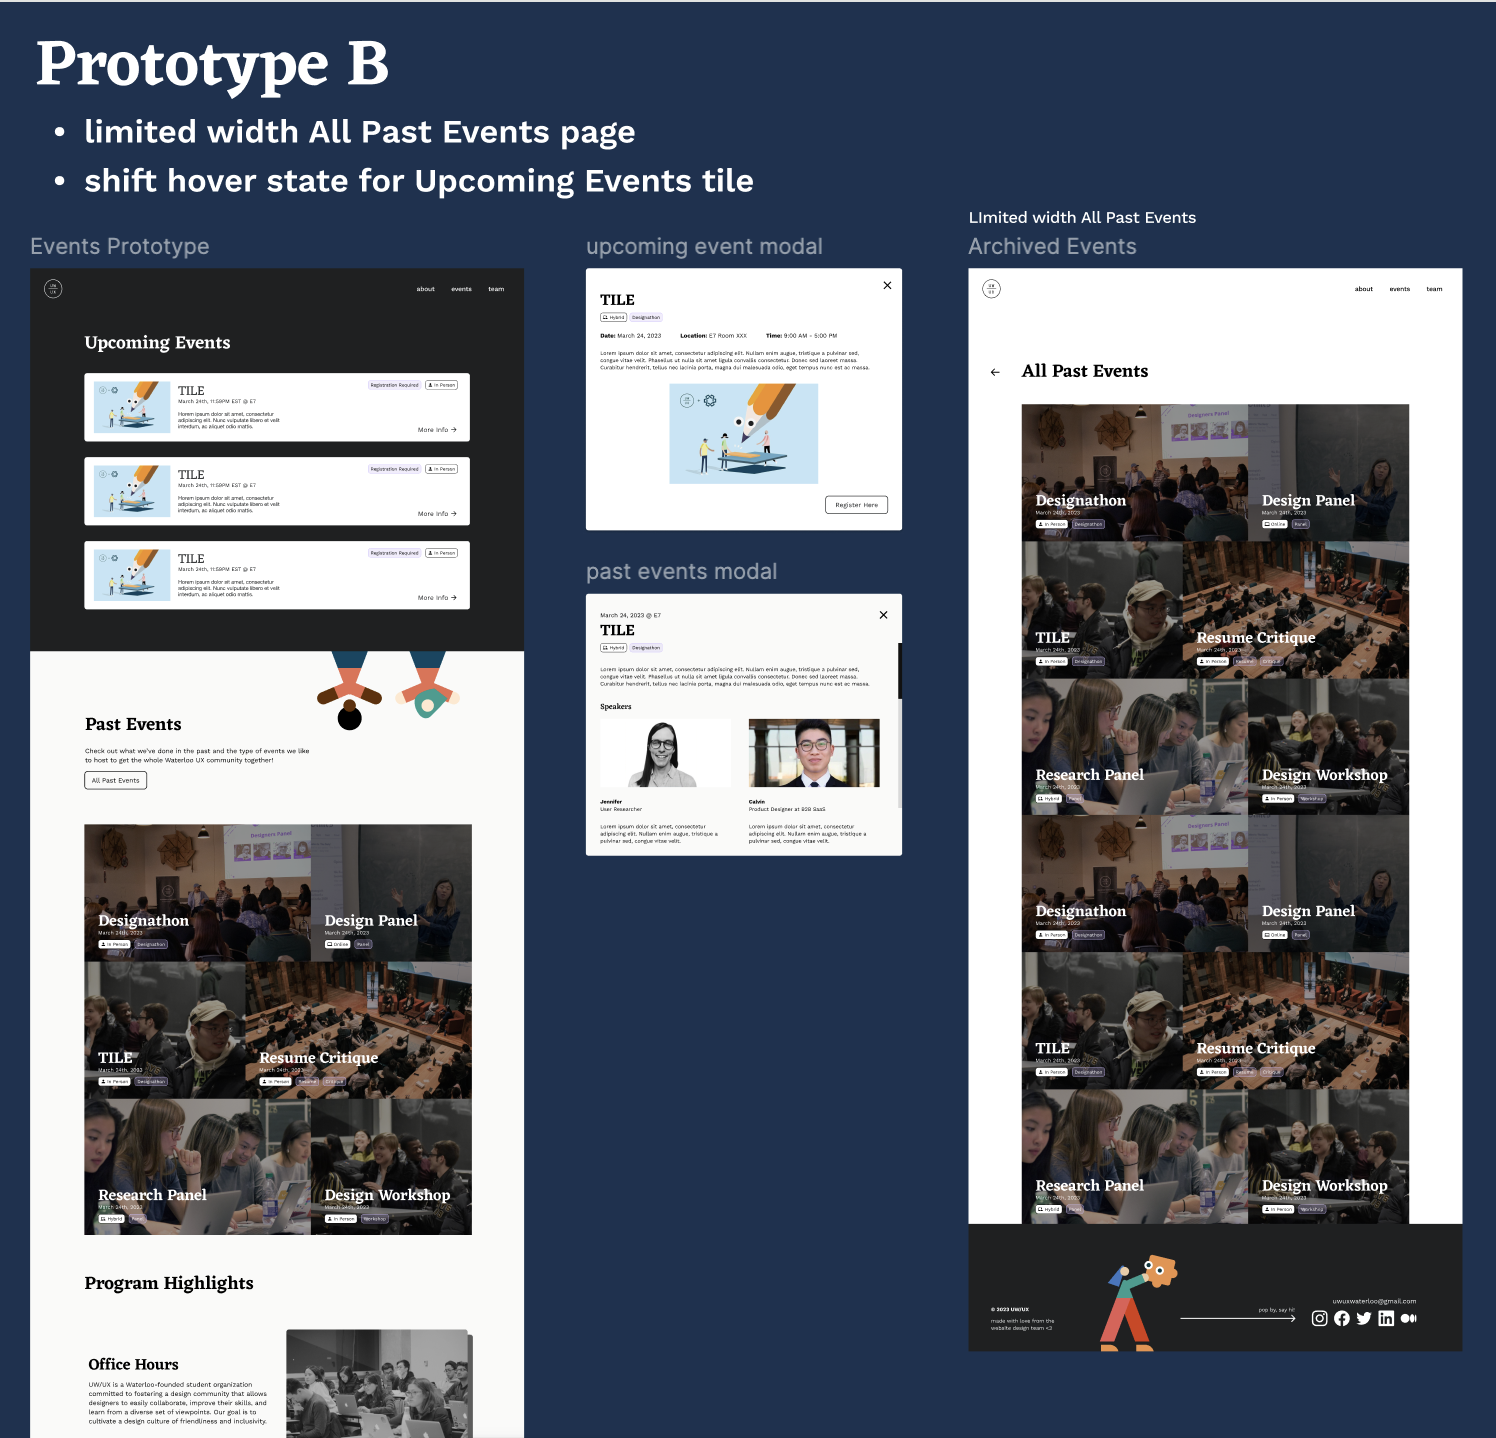 Prototype B
• limited width All Past Events page
• shift hover state for Upcoming Events tile
Events Prototype
UW
UX
about events team
Upcoming Events
TILE
Registration Required In Person
March 24th, 11:59PM EST @ E7
Horem ipsum dolor sit amet, consectetur
adipiscing elit. Nunc vulputate libero et velit
interdum, ac aliquet odio mattis.
More Info →
TILE
Registration Required In Person
March 24th, 11:59PM EST @ E7
Horem ipsum dolor sit amet, consectetur
adipiscing elit. Nunc vulputate libero et velit
interdum, ac aliquet odio mattis.
More Info →
TILE
Registration Required In Person
March 24th, 11:59PM EST @ E7
Horem ipsum dolor sit amet, consectetur
adipiscing elit. Nunc vulputate libero et velit
interdum, ac aliquet odio mattis.
More Info →
Past Events
Check out what we've done in the past and the type of events we like
to host to get the whole Waterloo UX community together!
All Past Events
Designers Panel
Designathon
March 24th, 2023
In Person Designathon
Design Panel
March 24th, 2023
Online Panel
TILE
March 24th, 2023
In Person Designathon
Resume Critique
March 24th, 2023
In Person Resume Critique
Research Panel
March 24th, 2023
Hybrid Panel
Design Workshop
March 24th, 2023
In Person Workshop
Program Highlights
Office Hours
UW/UX is a Waterloo-founded student organization
committed to fostering a design community that allows
designers to easily collaborate, improve their skills, and
learn from a diverse set of viewpoints. Our goal is to
cultivate a design culture of friendliness and inclusivity.
upcoming event modal
TILE
Hybrid Designathon
Date: March 24, 2023 Location: E7 Room XXX Time: 9:00 AM - 5:00 PM
Lorem ipsum dolor sit amet, consectetur adipiscing elit. Nullam enim augue, tristique a pulvinar sed,
congue vitae velit. Phasellus ut nulla sit amet ligula convallis consectetur. Donec sed laoreet massa.
Curabitur hendrerit, tellus nec lacinia porta, magna dui malesuada odio, eget tempus nunc est ac massa.
Register Here
past events modal
March 24, 2023 @ E7
TILE
Hybrid Designathon
Lorem ipsum dolor sit amet, consectetur adipiscing elit. Nullam enim augue, tristique a pulvinar sed,
congue vitae velit. Phasellus ut nulla sit amet ligula convallis consectetur. Donec sed laoreet massa.
Curabitur hendrerit, tellus nec lacinia porta, magna dui malesuada odio, eget tempus nunc est ac massa.
Speakers
Jennifer
User Researcher
Lorem ipsum dolor sit amet, consectetur
adipiscing elit. Nullam enim augue, tristique a
pulvinar sed, congue vitae velit.
Calvin
Product Designer at B2B SaaS
Lorem ipsum dolor sit amet, consectetur
adipiscing elit. Nullam enim augue, tristique a
pulvinar sed, congue vitae velit.
LImited width All Past Events
Archived Events
UW
UX
about events team
← All Past Events
Designers Panel
Designathon
March 24th, 2023
In Person Designathon
Design Panel
March 24th, 2023
Online Panel
TILE
March 24th, 2023
In Person Designathon
Resume Critique
March 24th, 2023
In Person Resume Critique
Research Panel
March 24th, 2023
Hybrid Panel
Design Workshop
March 24th, 2023
In Person Workshop
Designers Panel
Designathon
March 24th, 2023
In Person Designathon
Design Panel
March 24th, 2023
Online Panel
TILE
March 24th, 2023
In Person Designathon
Resume Critique
March 24th, 2023
In Person Resume Critique
Research Panel
March 24th, 2023
Hybrid Panel
Design Workshop
March 24th, 2023
In Person Workshop
© 2023 UW/UX
made with love from the
website design team <3
pop by, say hi!
uwuxwaterloo@gmail.com